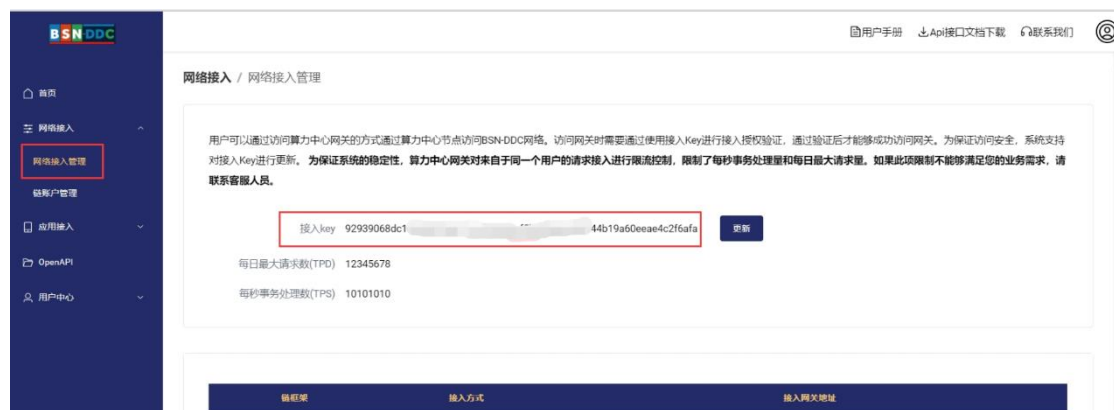 BSN DDC
用户手册 Api接口文档下载 联系我们
网络接入 / 网络接入管理
首页
网络接入
网络接入管理
链账户管理
应用接入
OpenAPI
用户中心
用户可以通过访问算力中心网关的方式通过算力中心节点访问BSN-DDC网络。访问网关时需要通过使用接入Key进行接入授权验证，通过验证后才能够成功访问网关。为保证访问安全，系统支持
对接入Key进行更新。为保证系统的稳定性，算力中心网关对来自于同一个用户的请求接入进行限流控制，限制了每秒事务处理量和每日最大请求量。如果此项限制不能够满足您的业务需求，请
联系客服人员。
接入key 92939068dc1 44b19a60eeae4c2f6afa 更新
每日最大请求数(TPD) 12345678
每秒事务处理数(TPS) 10101010
链框架 接入方式 接入网关地址